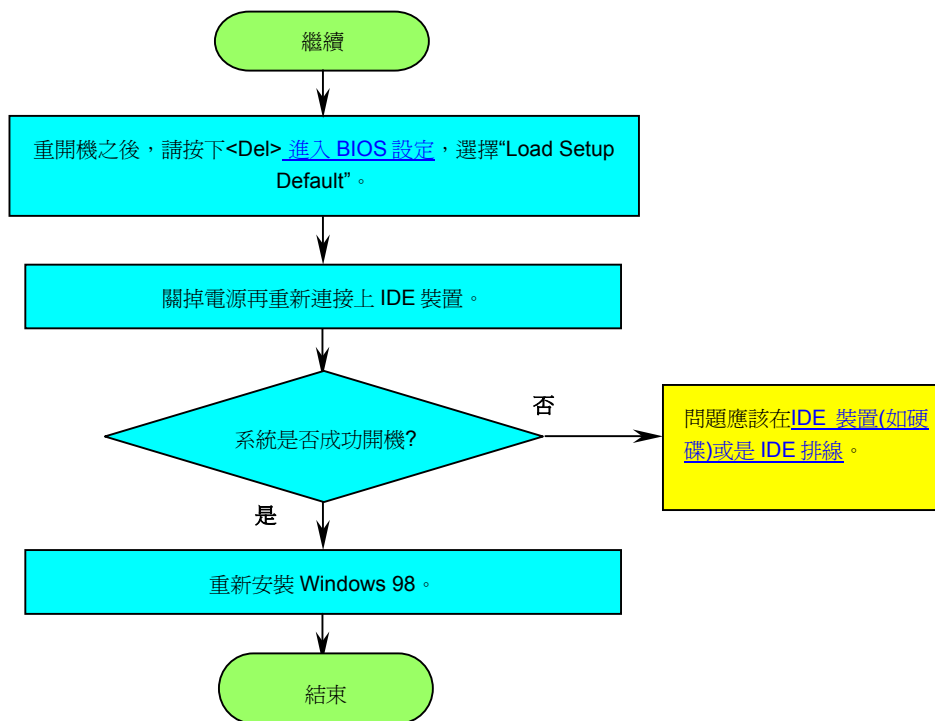 繼續
重開機之後，請按下<Del> 進入 BIOS 設定，選擇“Load Setup
Default”。
關掉電源再重新連接上 IDE 裝置。
系統是否成功開機?
否
問題應該在IDE 裝置(如硬
碟)或是 IDE 排線。
是
重新安裝 Windows 98。
結束